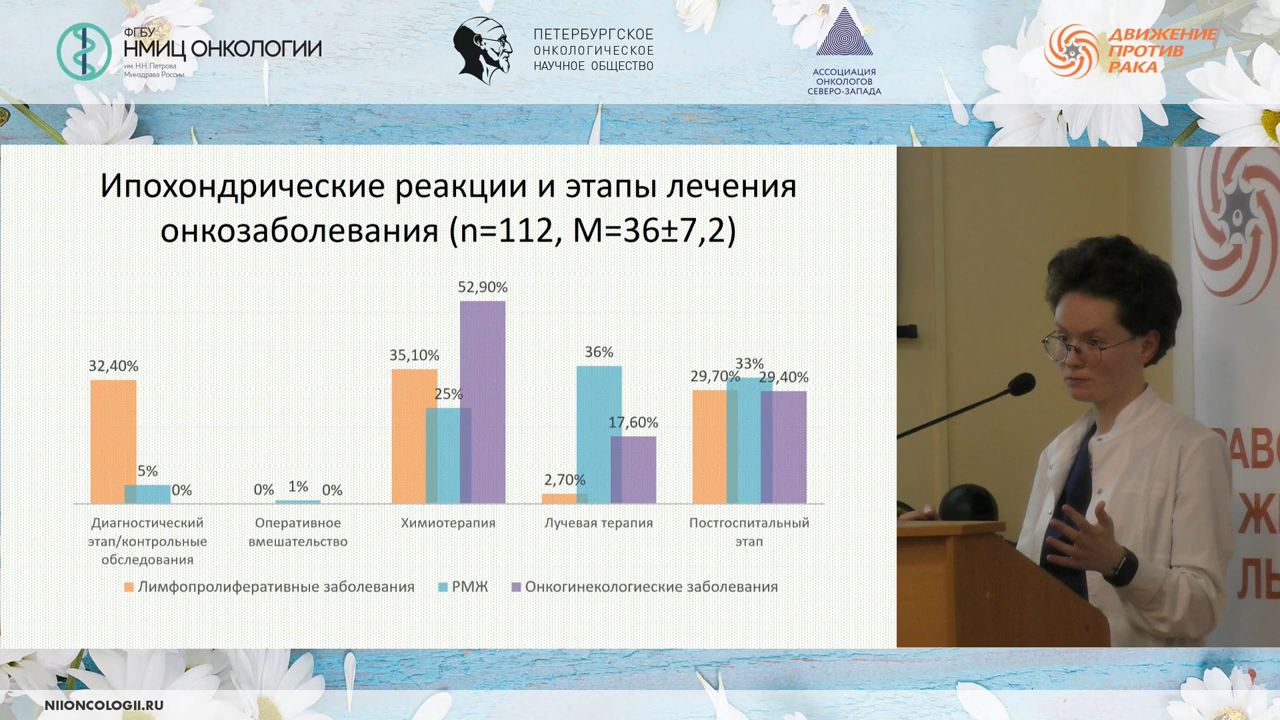 ФГБУ
НМИЦ ОНКОЛОГИИ
им. Н.Н. Петрова
Минздрава России
ПЕТЕРБУРГСКОЕ
ОНКОЛОГИЧЕСКОЕ
НАУЧНОЕ ОБЩЕСТВО
АССОЦИАЦИЯ
ОНКОЛОГОВ
СЕВЕРО-ЗАПАДА
ДВИЖЕНИЕ
ПРОТИВ
РАКА
Ипохондрические реакции и этапы лечения
онкозаболевания (n=112, M=36±7,2)
32,40%
5%
0%
0%
1%
0%
35,10%
25%
52,90%
2,70%
36%
17,60%
29,70%
33%
29,40%
Диагностический
этап/контрольные
обследования
Оперативное
вмешательство
Химиотерапия
Лучевая терапия
Постгоспитальный
этап
Лимфопролиферативные заболевания
РМЖ
Онкогинекологиеские заболевания
NIIONCOLOGII.RU